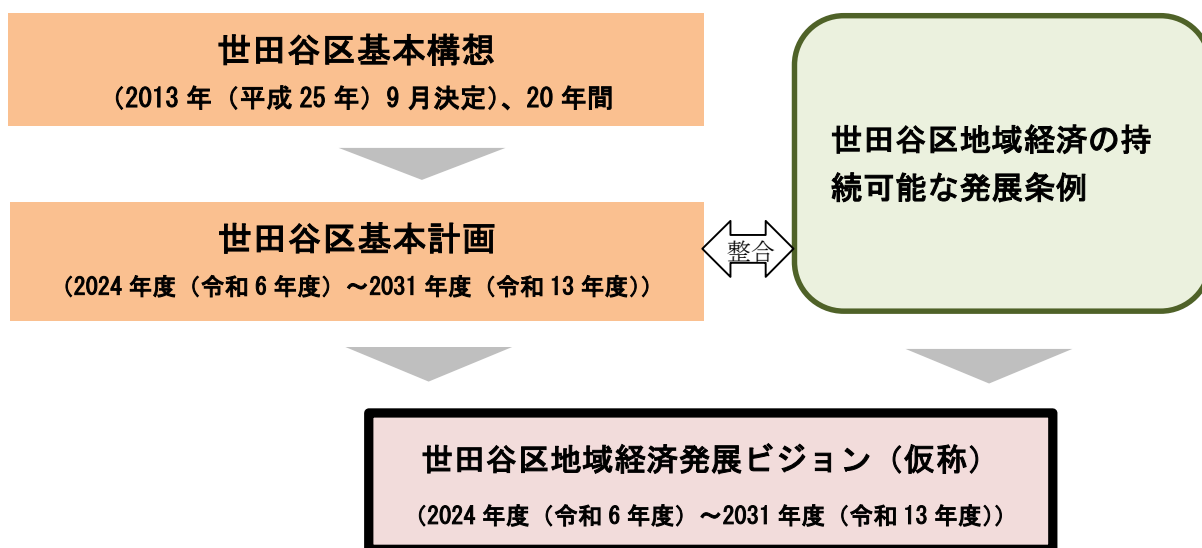 世田谷区基本構想
（2013 年（平成 25 年）9 月決定）、20 年間
世田谷区基本計画
（2024 年度（令和 6 年度）～2031 年度（令和 13 年度））
整合
世田谷区地域経済の持
続可能な発展条例
世田谷区地域経済発展ビジョン（仮称）
（2024 年度（令和 6 年度）～2031 年度（令和 13 年度））